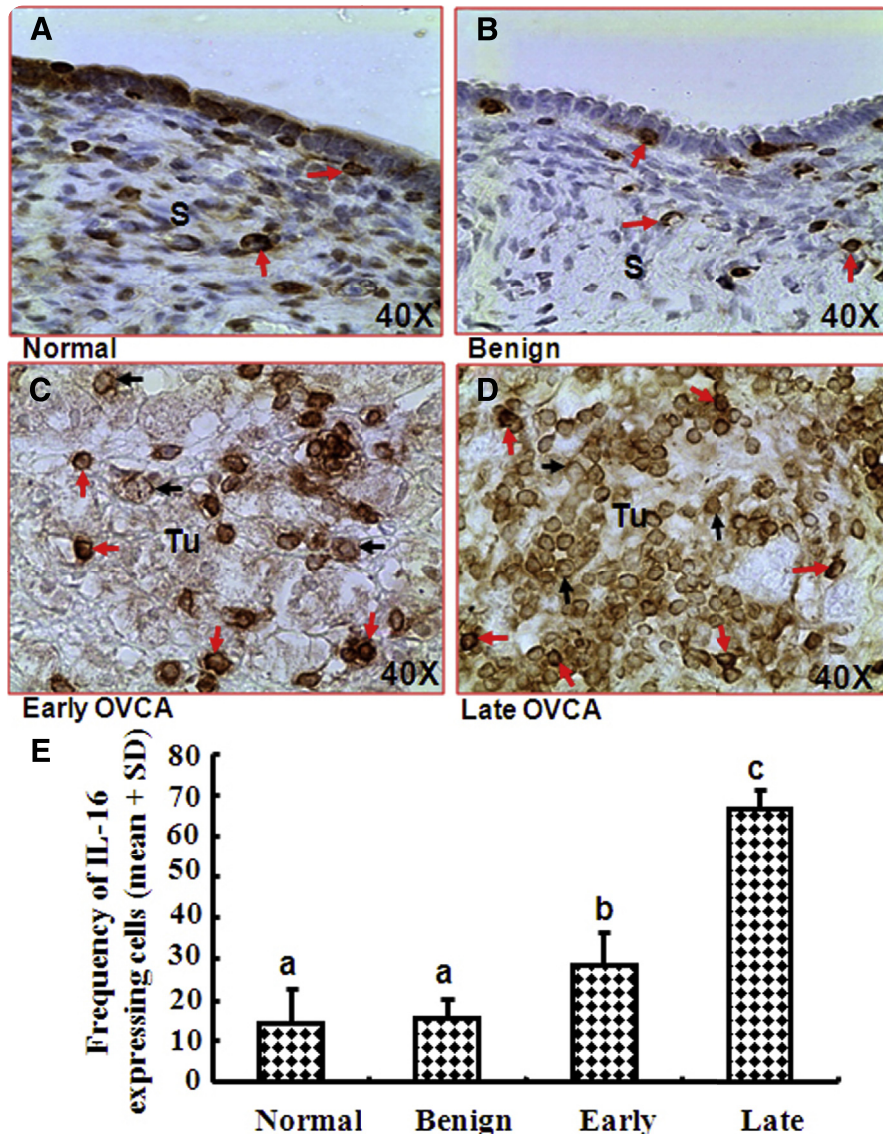 A
S
40X
Normal
B
S
40X
Benign
C
Tu
40X
Early OVCA
D
Tu
40X
Late OVCA
E
Frequency of IL-16
expressing cells (mean + SD)
80
70
60
50
40
30
20
10
0
a
a
b
c
Normal Benign Early Late